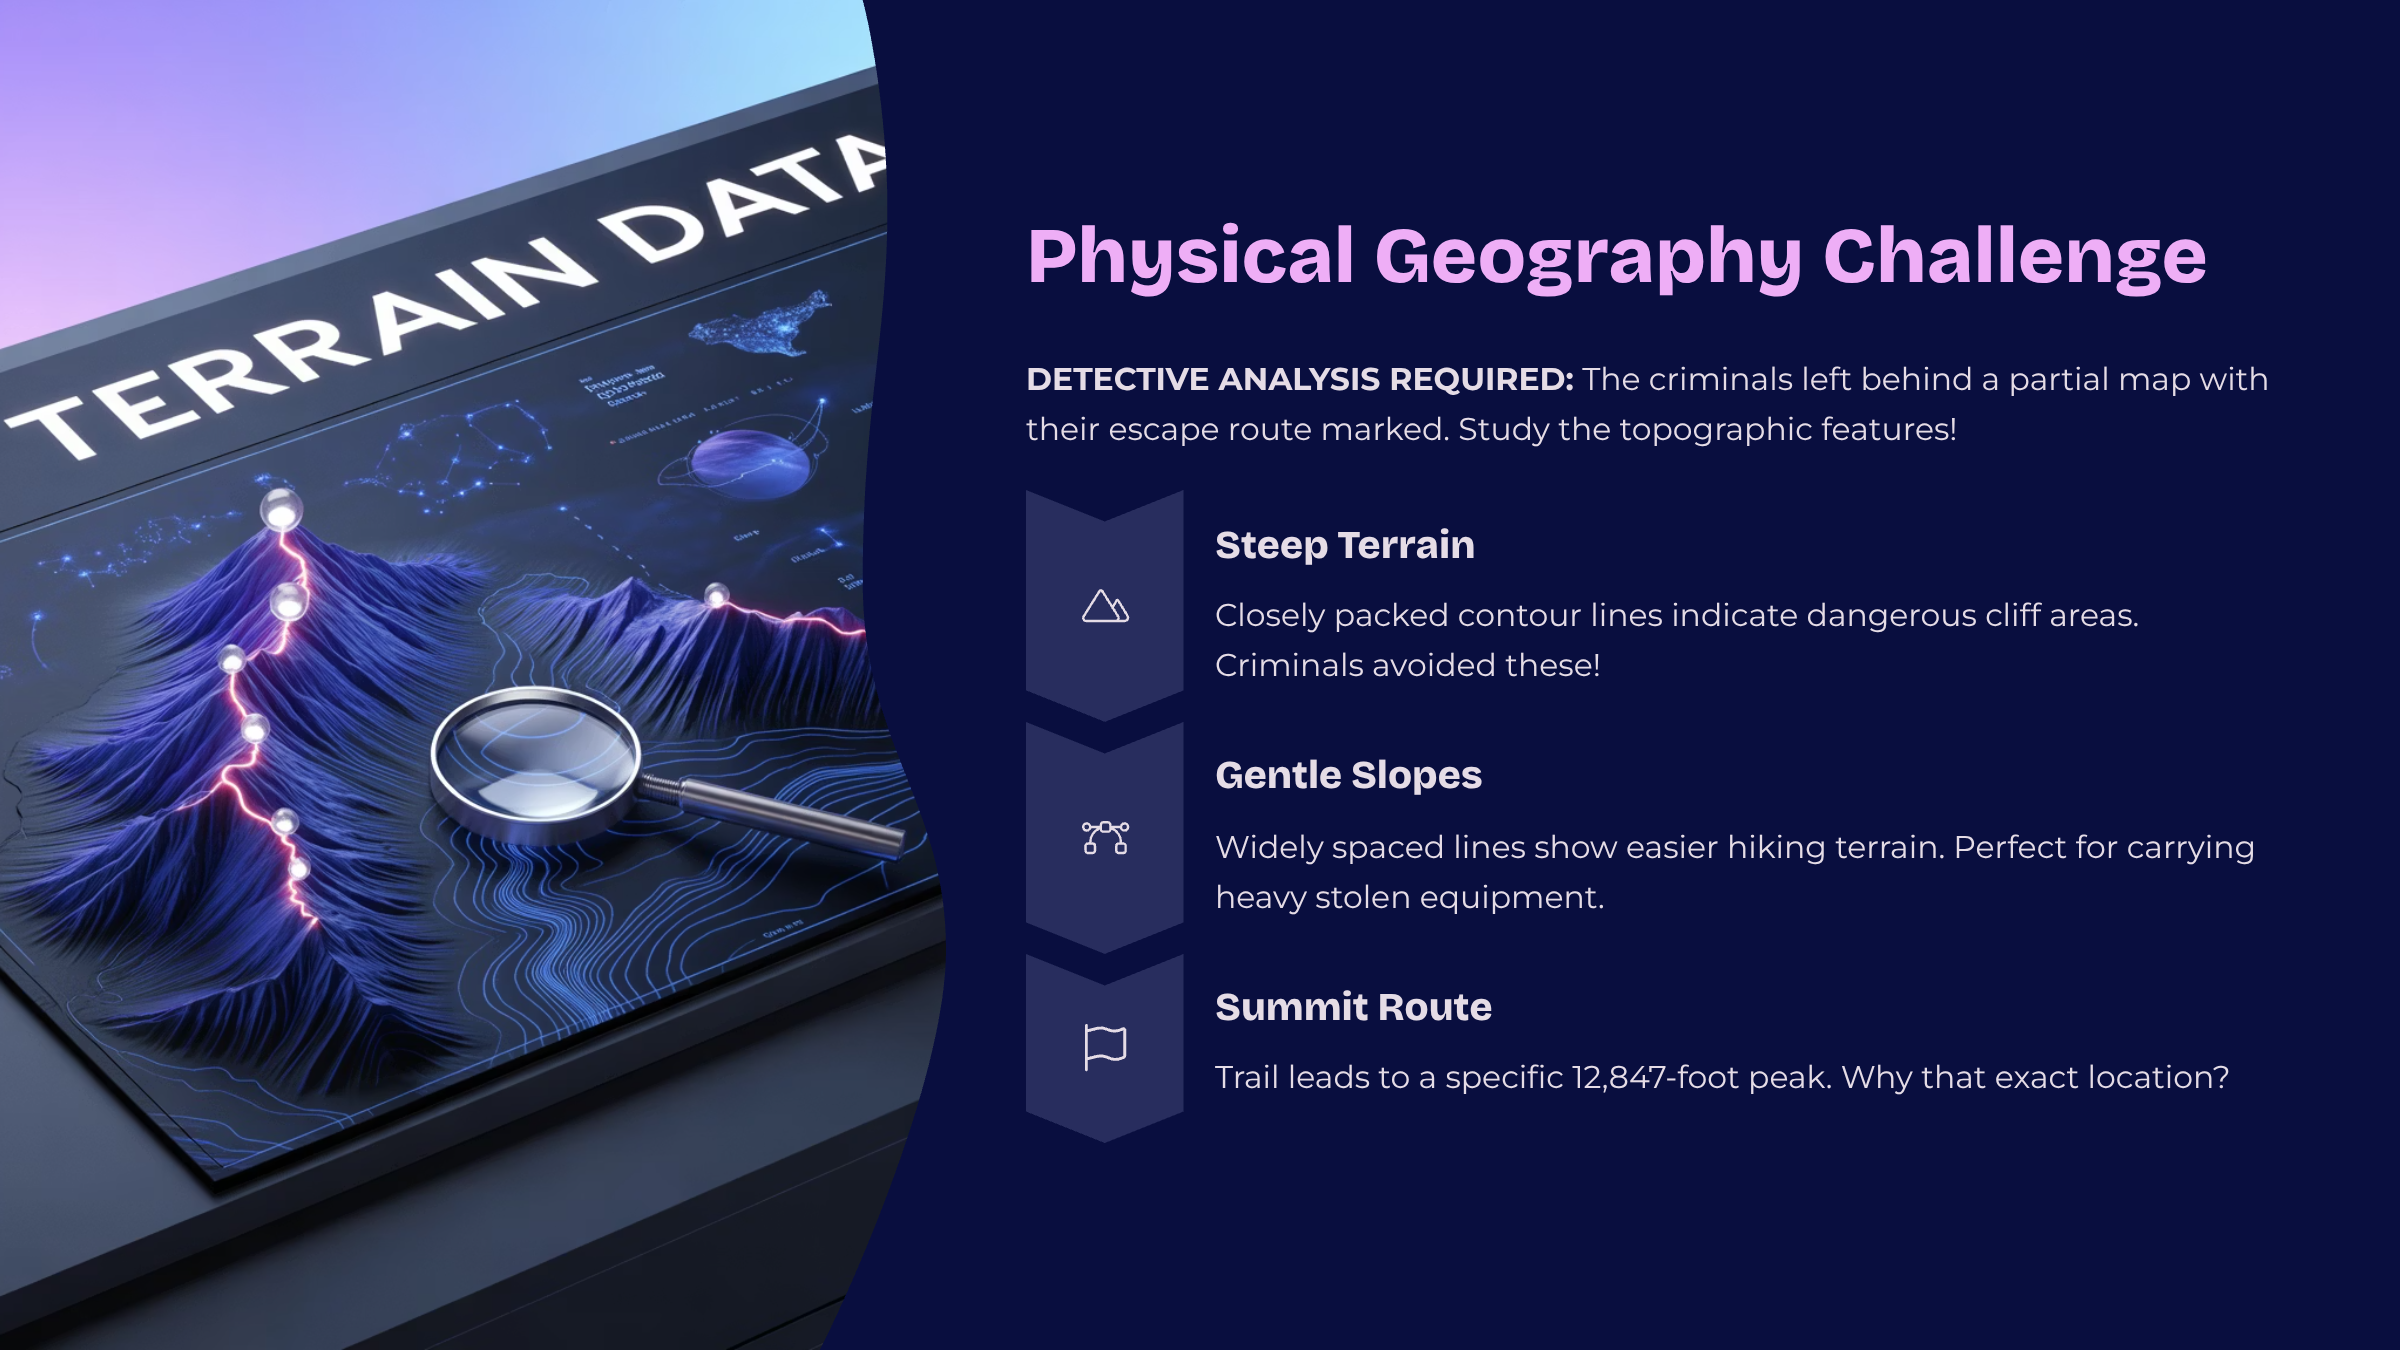 TERRAIN DATA
Physical Geography Challenge
DETECTIVE ANALYSIS REQUIRED: The criminals left behind a partial map with
their escape route marked. Study the topographic features!
Steep Terrain
Closely packed contour lines indicate dangerous cliff areas.
Criminals avoided these!
Gentle Slopes
Widely spaced lines show easier hiking terrain. Perfect for carrying
heavy stolen equipment.
Summit Route
Trail leads to a specific 12,847-foot peak. Why that exact location?